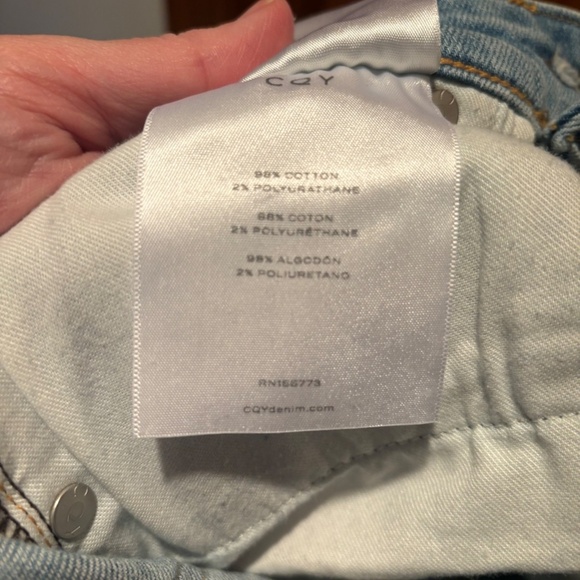 CQY
98% COTTON
2% POLYURATHANE
98% COTON
2% POLYURÉTHANE
98% ALGODÓN
2% POLIURETANO
RN156773
CQYdenim.com